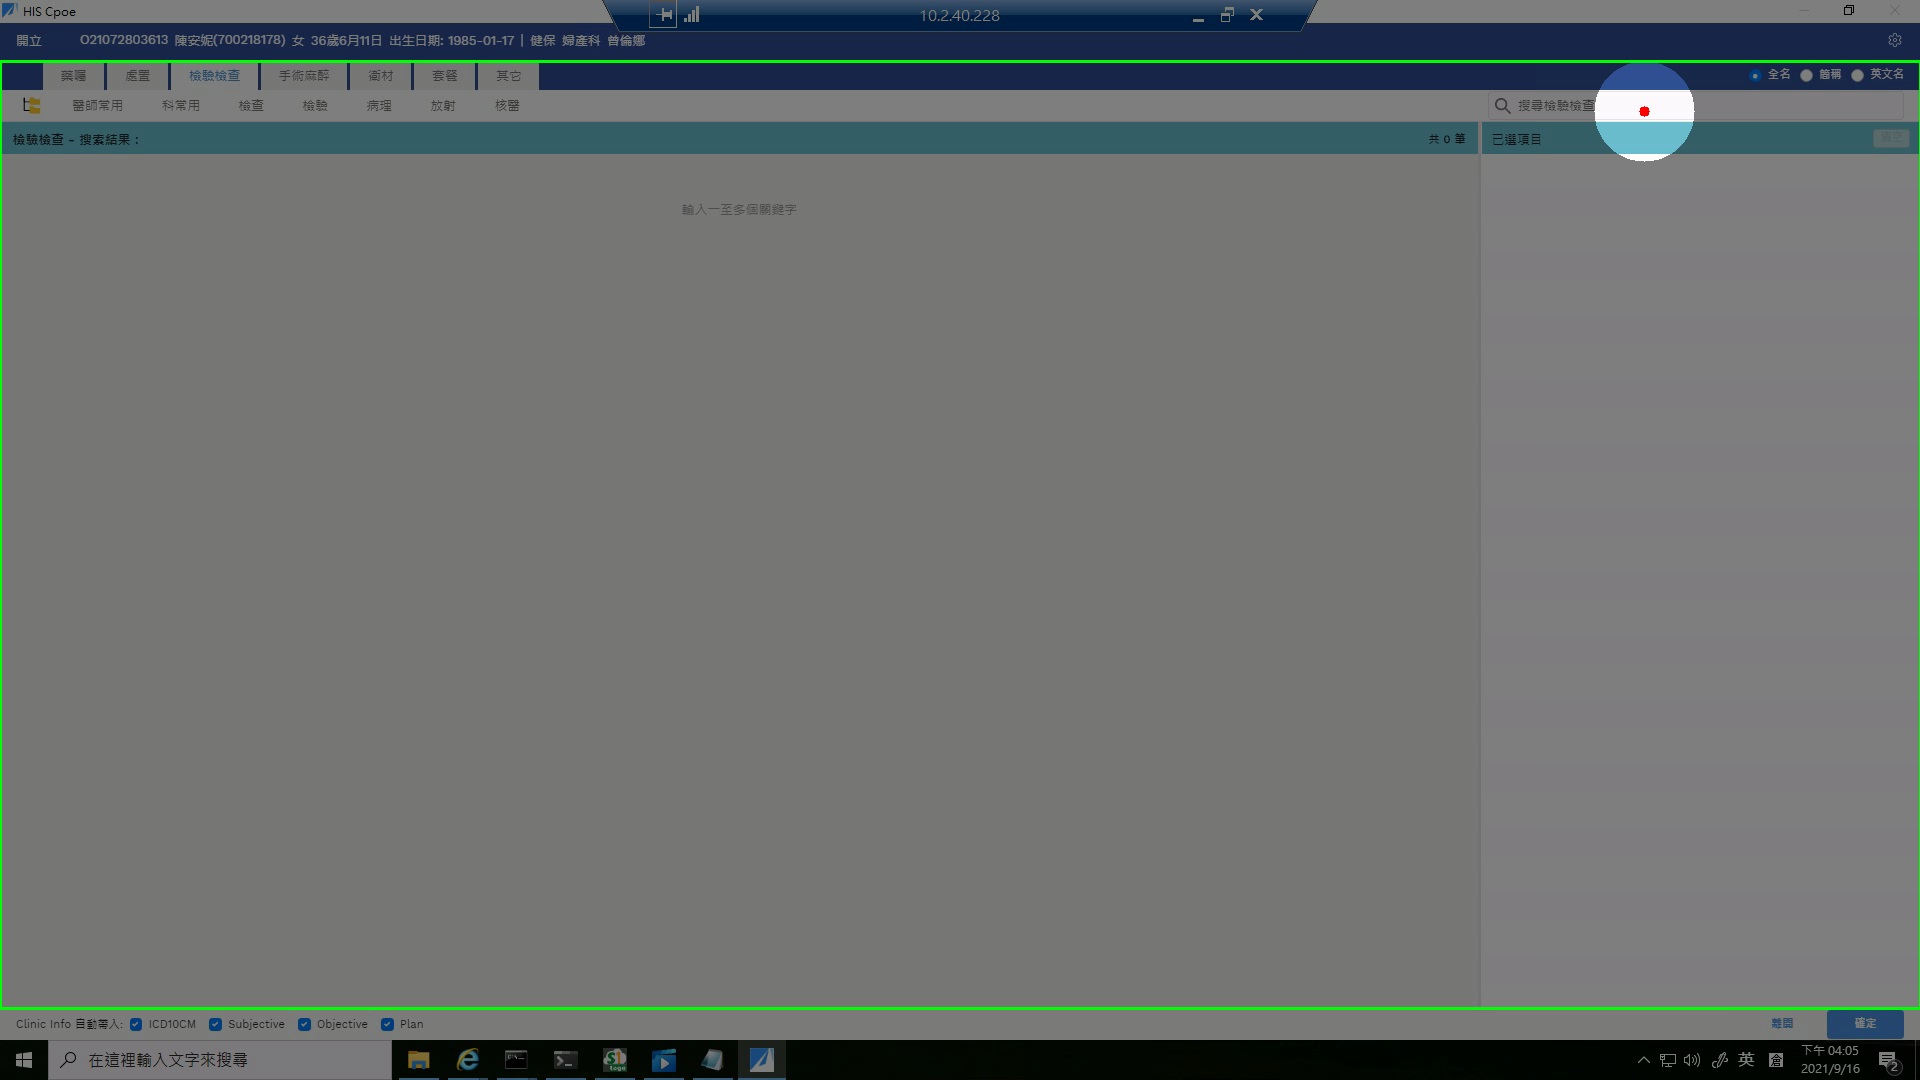 HIS Cpoe
10.2.40.228
開立 O21072803613 陳安妮(700218178) 女 36歲6月11日 出生日期: 1985-01-17 | 健保 婦產科 曾倫娜
藥囑 處置 檢驗檢查 手術麻醉 衛材 套餐 其它 全名 簡稱 英文名
醫師常用 科常用 檢查 檢驗 病理 放射 核醫 搜尋檢驗檢查
檢驗檢查 - 搜索結果 : 共 0 筆 已選項目 清空
輸入一至多個關鍵字
Clinic Info 自動帶入: ICD10CM Subjective Objective Plan 離開 確定
在這裡輸入文字來搜尋 英 下午 04:05
2021/9/16 2